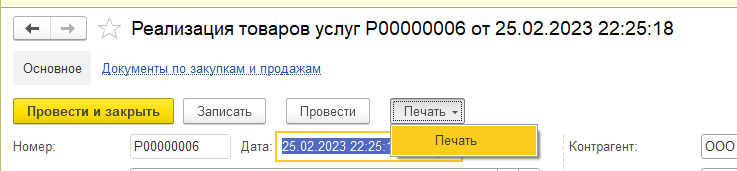 Реализация товаров услуг Р00000006 от 25.02.2023 22:25:18
Основное Документы по закупкам и продажам
Провести и закрыть Записать Провести Печать
Печать
Номер: Р00000006 Дата: 25.02.2023 22:25:1 Контрагент: ООО